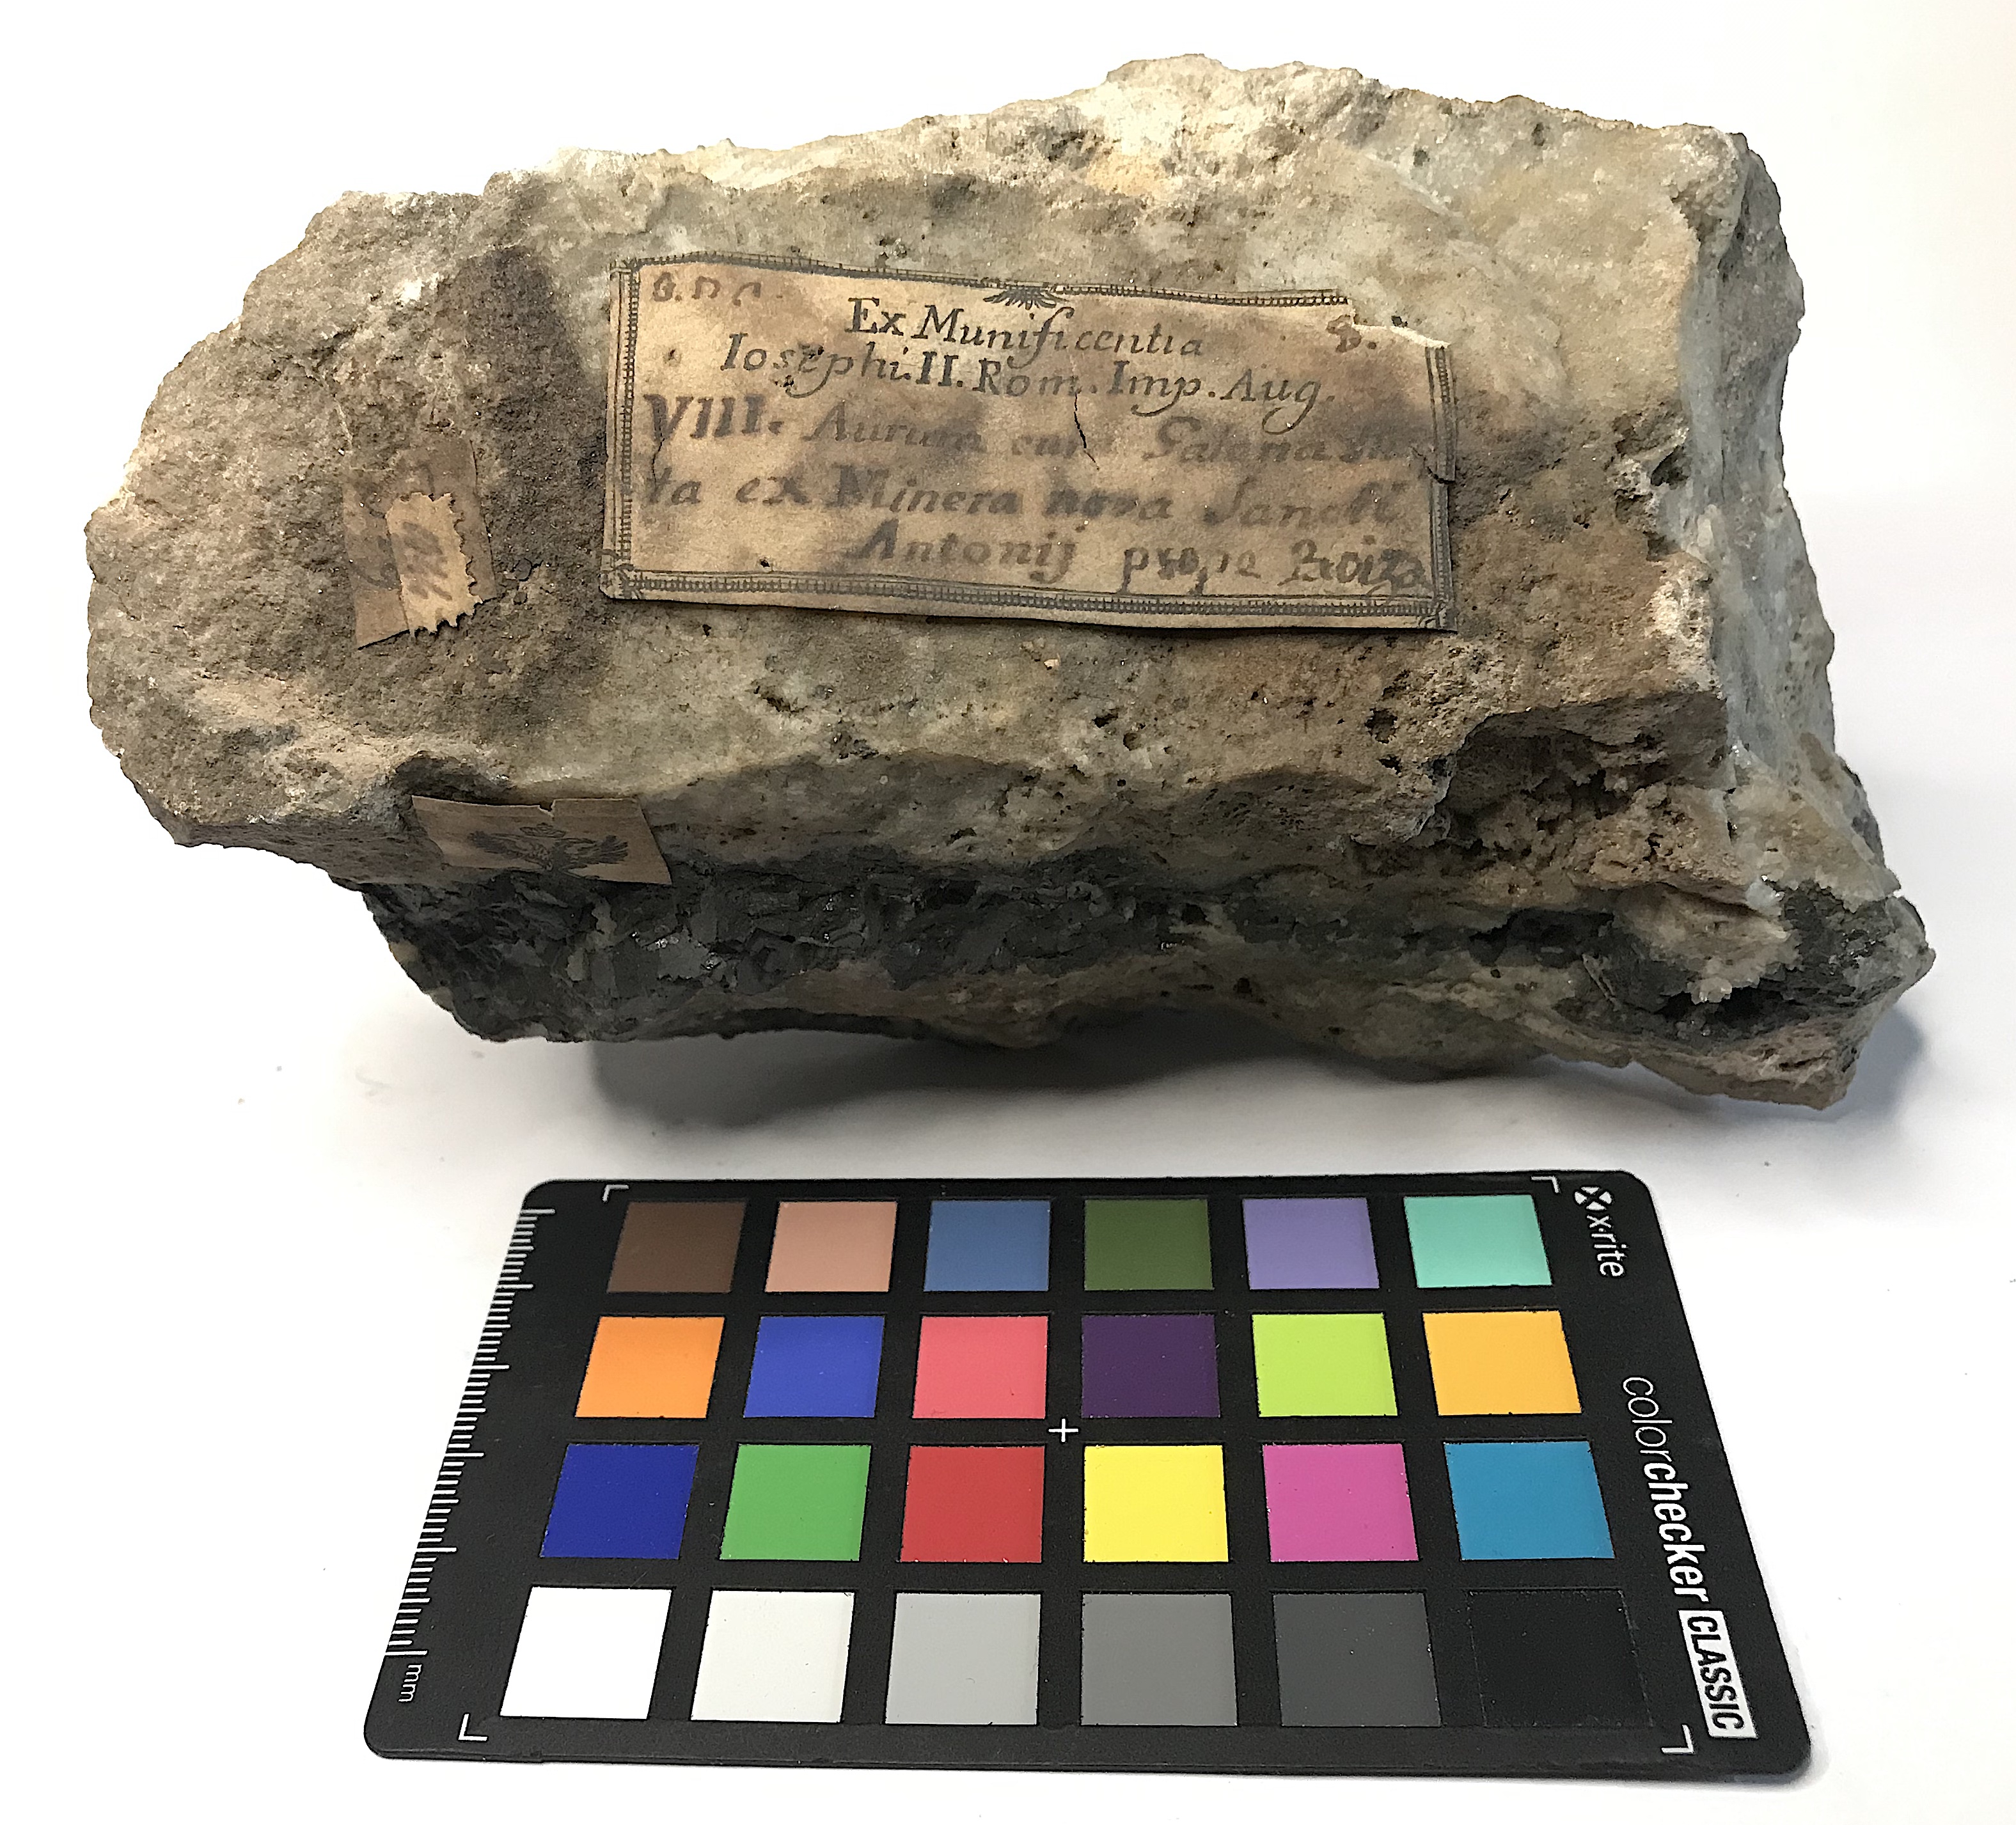 Ex Munificentia
8.
Iosephi.II.Rom.Imp.Aug.
VIII. Aurum cum Galena
ta ex Minera nova Sancti
Antonij prope
x·rite
colorchecker CLASSIC
mm